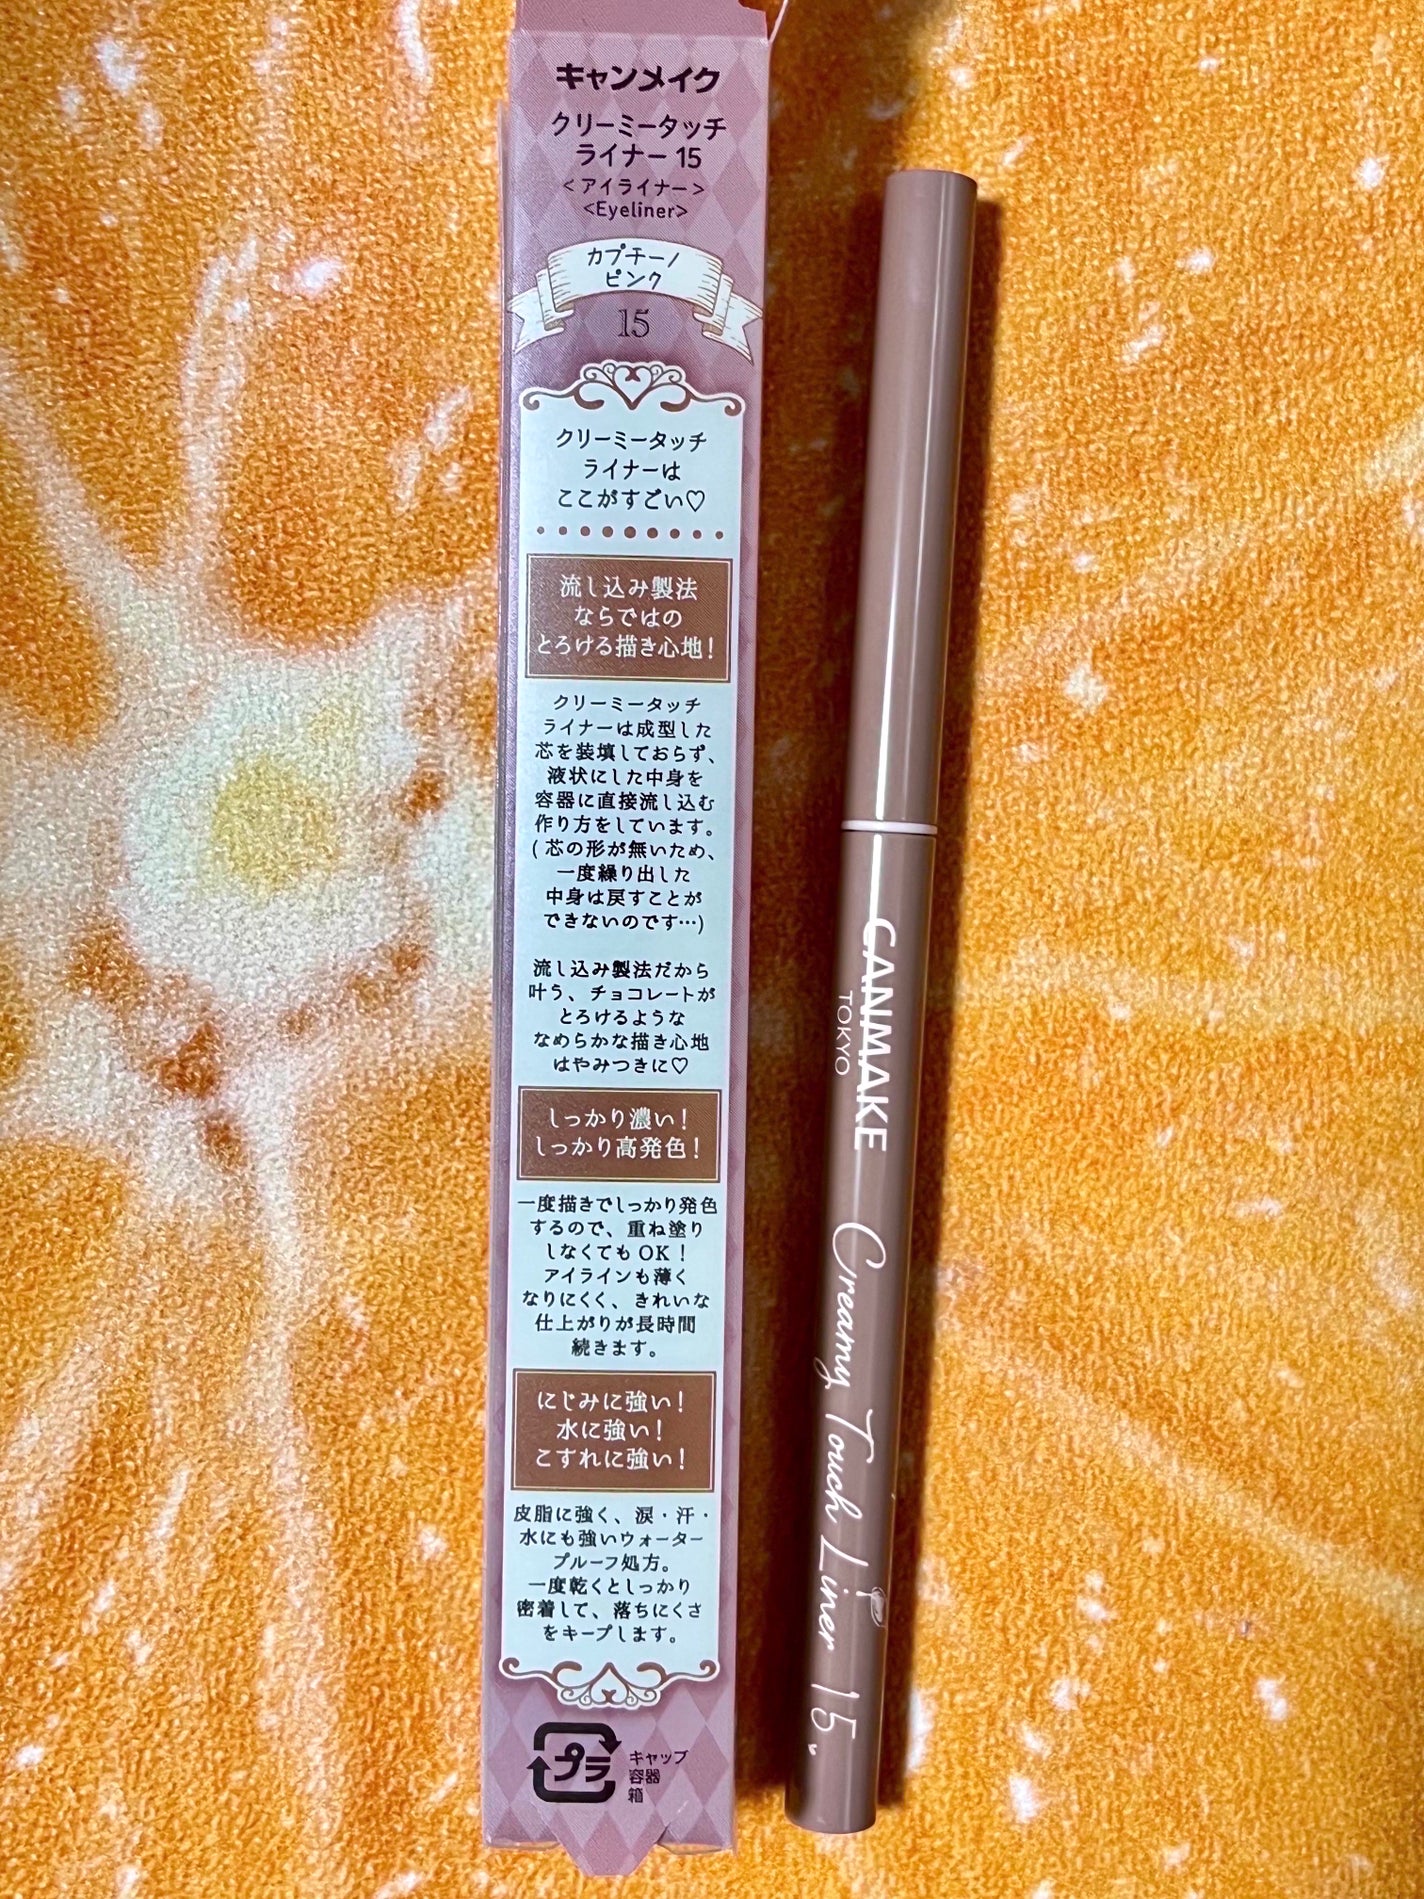 キャンメイク
クリーミータッチ
ライナー 15
<アイライナー>
<Eyeliner>
カプチーノ
ピンク
15
クリーミータッチ
ライナーは
ここがすごい♡
流し込み製法
ならではの
とろける描き心地!
クリーミータッチ
ライナーは成型した
芯を装填しておらず、
液状にした中身を
容器に直接流し込む
作り方をしています。
(芯の形が無いため、
一度繰り出した
中身は戻すことが
できないのです…)
流し込み製法だから
叶う、チョコレートが
とろけるような
なめらかな描き心地
はやみつきに♡
しっかり濃い!
しっかり高発色!
一度描きでしっかり発色
するので、重ね塗り
しなくてもOK!
アイラインも薄く
なりにくく、きれいな
仕上がりが長時間
続きます。
にじみに強い!
水に強い!
こすれに強い!
皮脂に強く、涙・汗・
水にも強いウォーター
プルーフ処方。
一度乾くとしっかり
密着して、落ちにくさ
をキープします。
プラ
キャップ
容器
箱
CANMAKE
TOKYO
Creamy Touch Liner 15